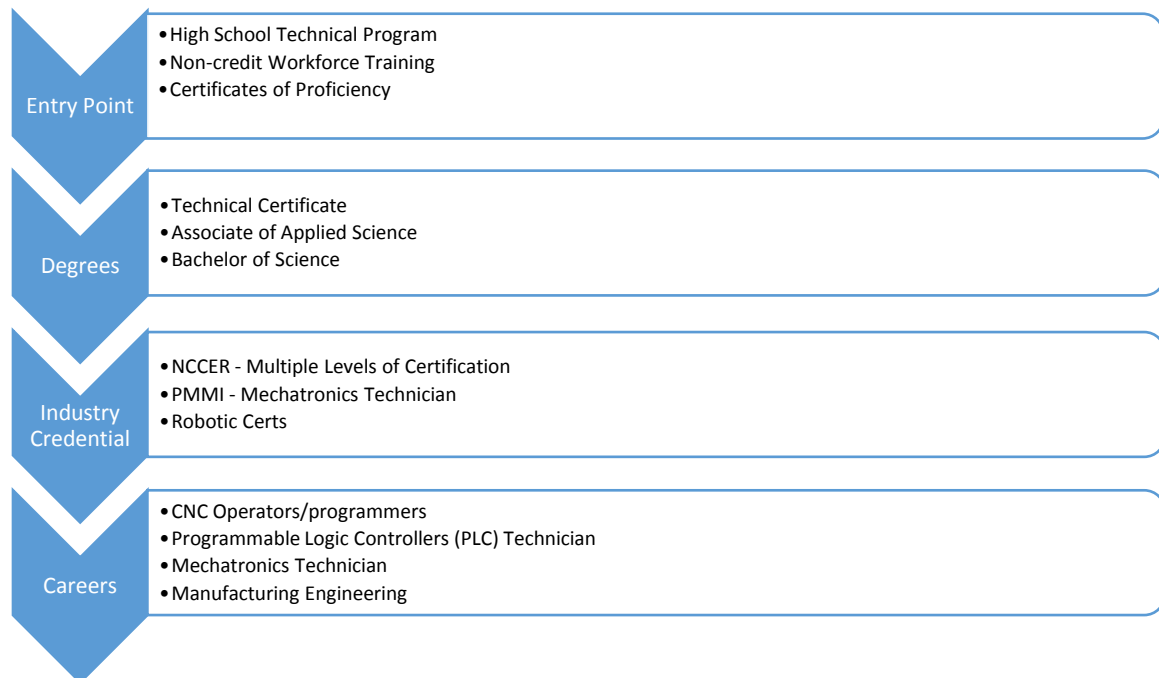 Entry Point
•High School Technical Program
•Non-credit Workforce Training
•Certificates of Proficiency
Degrees
•Technical Certificate
•Associate of Applied Science
•Bachelor of Science
Industry
Credential
•NCCER - Multiple Levels of Certification
•PMMI - Mechatronics Technician
•Robotic Certs
Careers
•CNC Operators/programmers
•Programmable Logic Controllers (PLC) Technician
•Mechatronics Technician
•Manufacturing Engineering